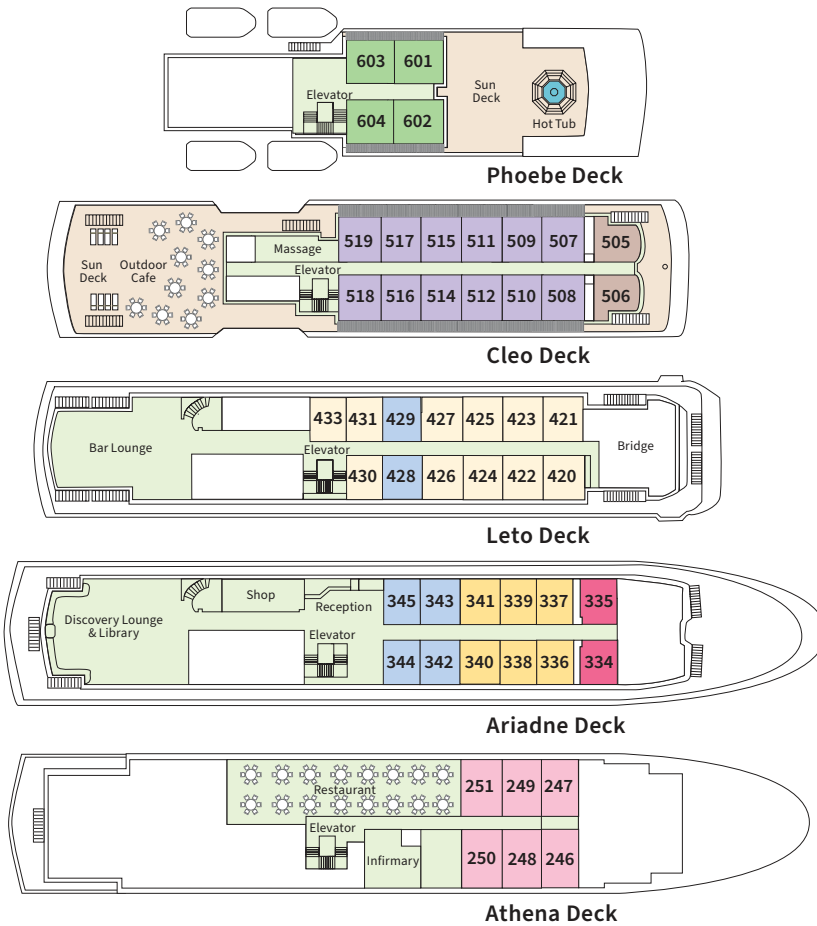 603 601
Elevator
Sun
Deck
Hot Tub
604 602
Phoebe Deck
519 517 515 511 509 507 505
Massage
Sun
Deck
Outdoor
Cafe
Elevator
518 516 514 512 510 508 506
Cleo Deck
433 431 429 427 425 423 421
Bar Lounge
Elevator
Bridge
430 428 426 424 422 420
Leto Deck
Shop
Reception
345 343 341 339 337 335
Discovery Lounge
& Library
Elevator
344 342 340 338 336 334
Ariadne Deck
Restaurant
251 249 247
Elevator
Infirmary
250 248 246
Athena Deck